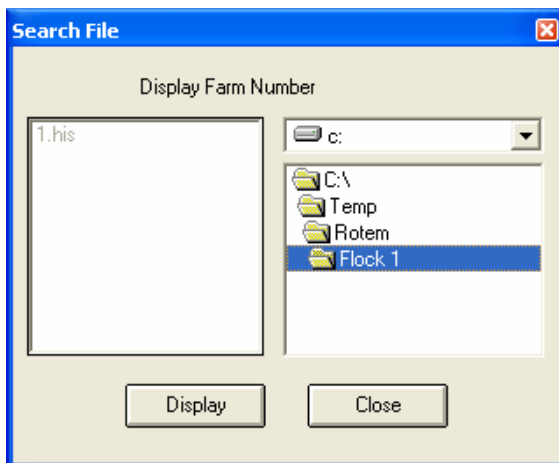 Search File
Display Farm Number
1.his
c:
C:\
Temp
Rotem
Flock 1
Display
Close